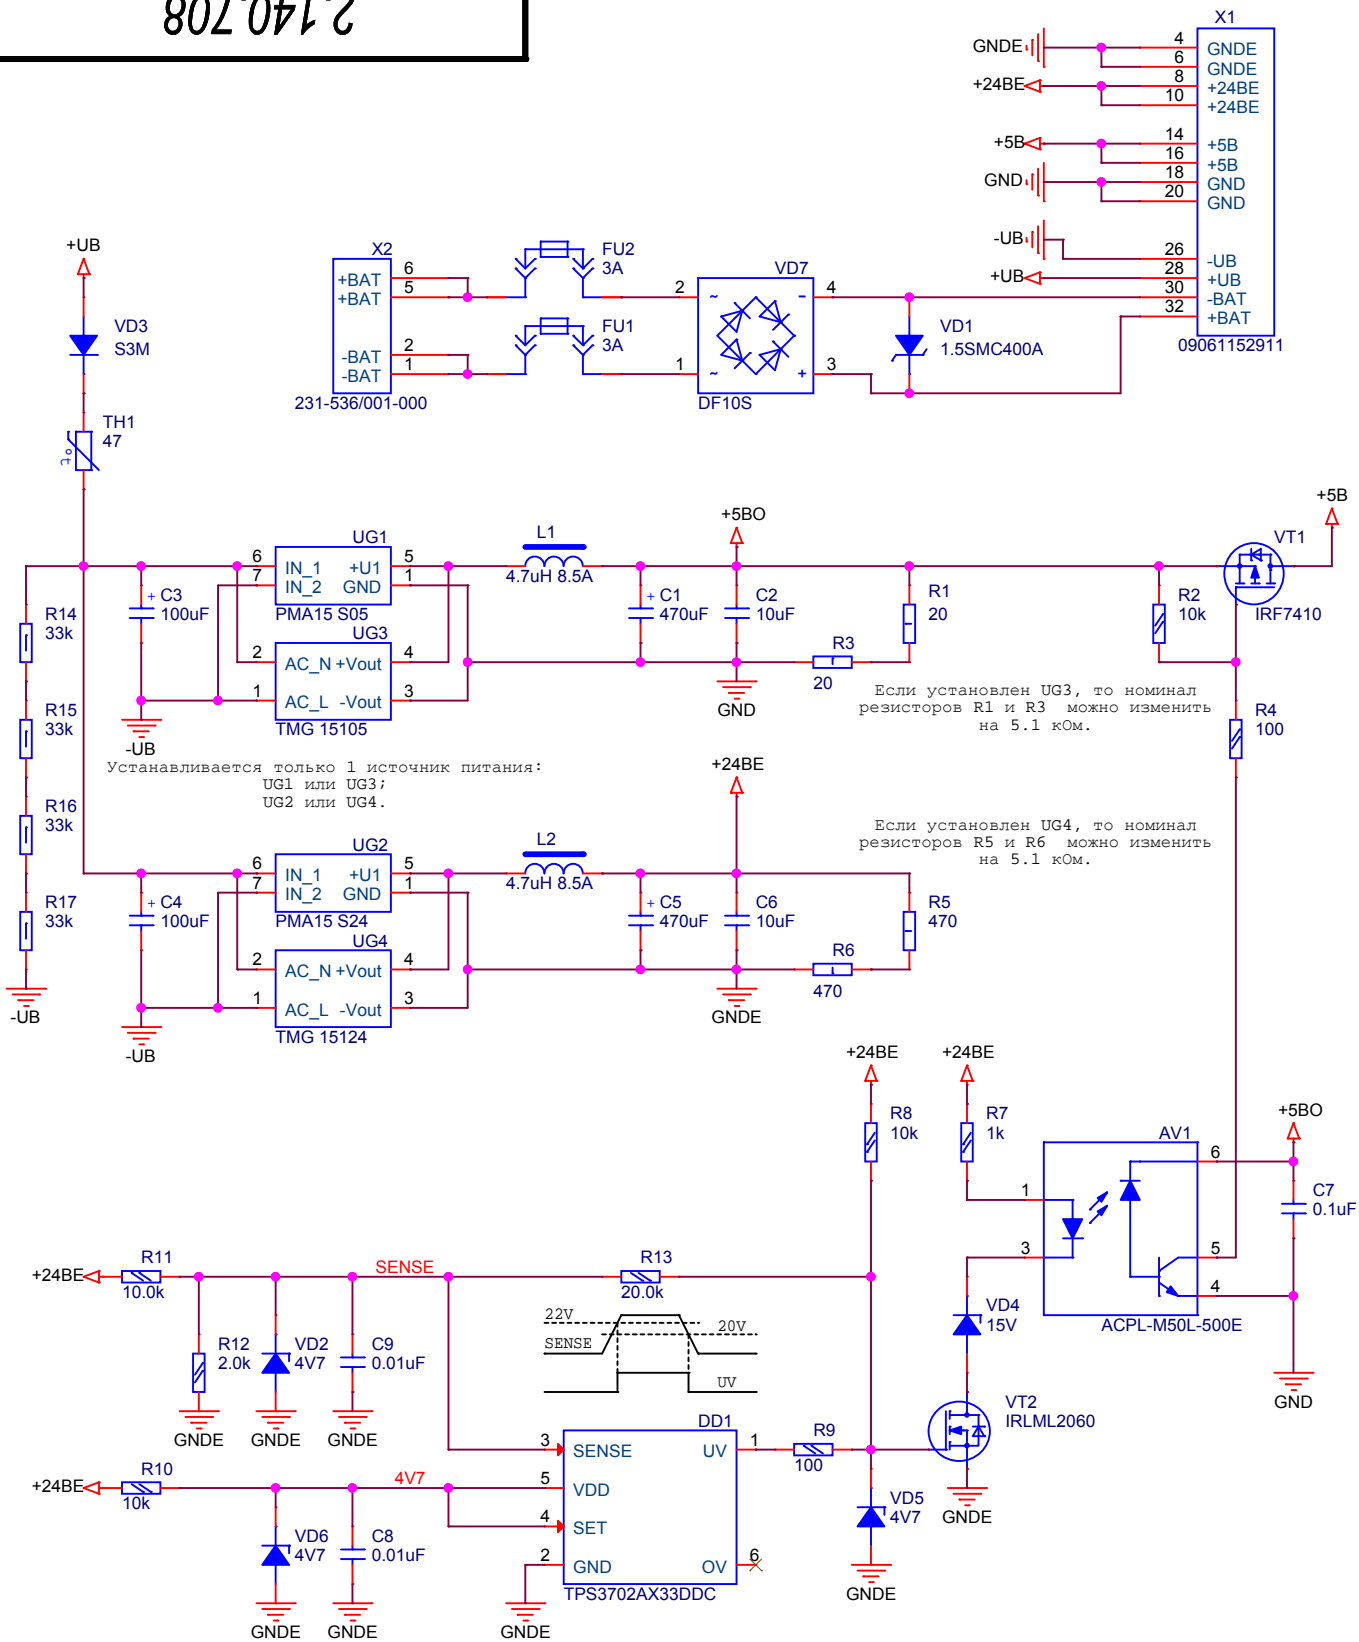 2.140.708
X1
GNDE
4
GNDE
6
GNDE
+24BE
8
+24BE
10
+24BE
+5B
14
+5B
16
+5B
GND
18
GND
20
GND
-UB
26
-UB
+UB
28
+UB
30
-BAT
32
+BAT
09061152911
+UB
VD3
S3M
TH1
47
t°
X2
+BAT
6
+BAT
5
-BAT
2
-BAT
1
231-536/001-000
FU2
3A
FU1
3A
VD7
2
~
-
4
1
~
+
3
DF10S
VD1
1.5SMC400A
+5BO
+5B
UG1
6
IN_1
+U1
5
7
IN_2
GND
1
PMA15 S05
UG3
2
AC_N
+Vout
4
1
AC_L
-Vout
3
TMG 15105
L1
4.7uH 8.5A
+ C3
100uF
+ C1
470uF
C2
10uF
R1
20
R3
20
R2
10k
VT1
IRF7410
R14
33k
R15
33k
R16
33k
R17
33k
-UB
-UB
GND
Если установлен UG3, то номинал
резисторов R1 и R3 можно изменить
на 5.1 кОм.
R4
100
Устанавливается только 1 источник питания:
UG1 или UG3;
UG2 или UG4.
+24BE
Если установлен UG4, то номинал
резисторов R5 и R6 можно изменить
на 5.1 кОм.
UG2
6
IN_1
+U1
5
7
IN_2
GND
1
PMA15 S24
UG4
2
AC_N
+Vout
4
1
AC_L
-Vout
3
TMG 15124
L2
4.7uH 8.5A
+ C4
100uF
+ C5
470uF
C6
10uF
R5
470
R6
470
-UB
GNDE
+24BE
+24BE
R8
10k
R7
1k
AV1
1
3
6
5
4
ACPL-M50L-500E
+5BO
C7
0.1uF
GND
+24BE
R11
10.0k
SENSE
R13
20.0k
R12
2.0k
VD2
4V7
C9
0.01uF
GNDE
GNDE
GNDE
22V
20V
SENSE
UV
VD4
15V
VT2
IRLML2060
GNDE
+24BE
R10
10k
4V7
VD6
4V7
C8
0.01uF
GNDE
GNDE
GNDE
DD1
3
SENSE
UV
1
5
VDD
4
SET
2
GND
OV
6
TPS3702AX33DDC
R9
100
VD5
4V7
GNDE